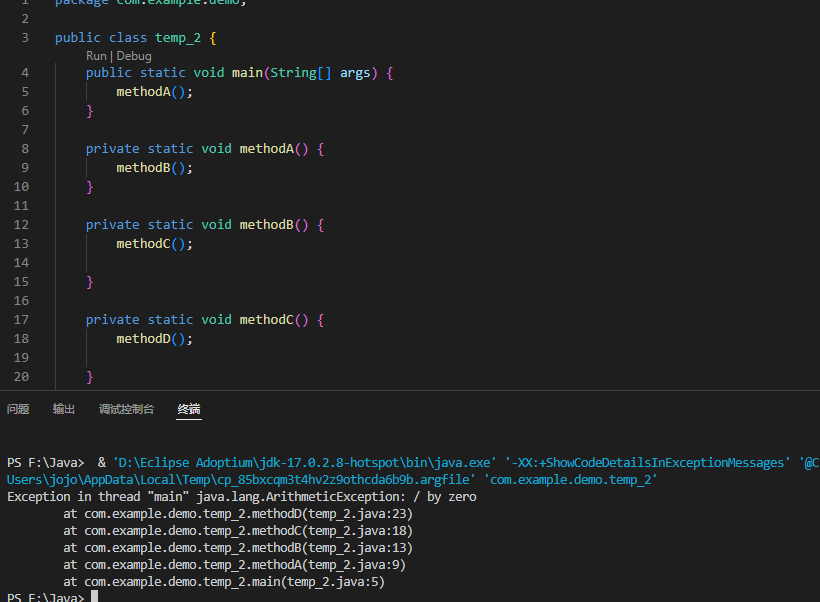 1 package com.example.demo;
2
3 public class temp_2 {
Run | Debug
4 public static void main(String[] args) {
5 methodA();
6 }
7
8 private static void methodA() {
9 methodB();
10 }
11
12 private static void methodB() {
13 methodC();
14
15 }
16
17 private static void methodC() {
18 methodD();
19
20 }
问题 输出 调试控制台 终端
PS F:\Java>  & 'D:\Eclipse Adoptium\jdk-17.0.2.8-hotspot\bin\java.exe' '-XX:+ShowCodeDetailsInExceptionMessages' '@C
Users\jojo\AppData\Local\Temp\cp_85bxcqm3t4hv2z9othcda6b9b.argfile' 'com.example.demo.temp_2'
Exception in thread "main" java.lang.ArithmeticException: / by zero
at com.example.demo.temp_2.methodD(temp_2.java:23)
at com.example.demo.temp_2.methodC(temp_2.java:18)
at com.example.demo.temp_2.methodB(temp_2.java:13)
at com.example.demo.temp_2.methodA(temp_2.java:9)
at com.example.demo.temp_2.main(temp_2.java:5)
PS F:\Java>